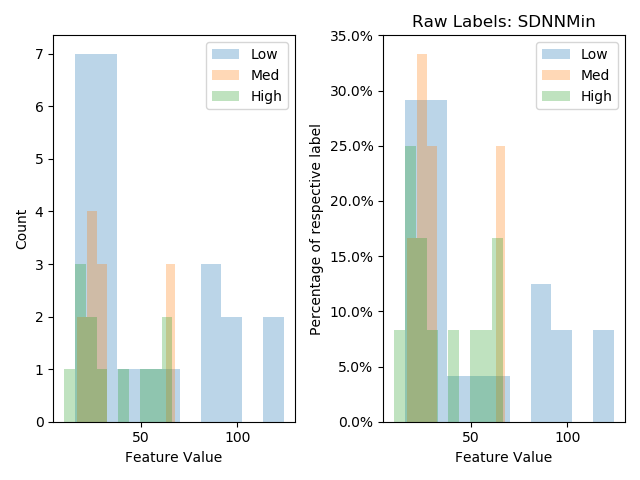 Raw Labels: SDNNMin
Count
7
6
5
4
3
2
1
0
50
100
Feature Value
Low
Med
High
Percentage of respective label
35.0%
30.0%
25.0%
20.0%
15.0%
10.0%
5.0%
0.0%
50
100
Feature Value
Low
Med
High